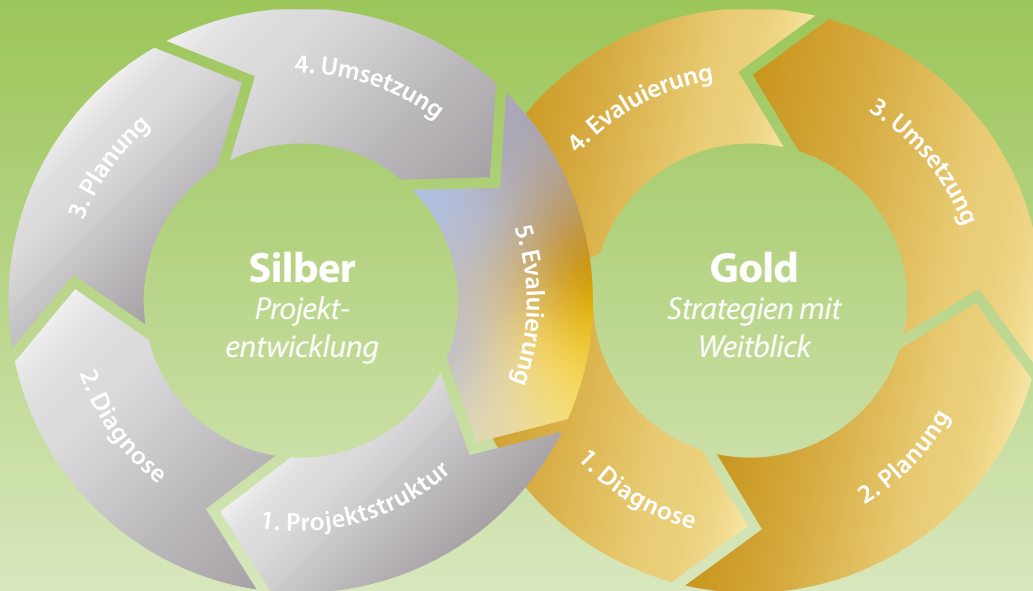 Silber
Projekt-
entwicklung
1. Projektstruktur
2. Diagnose
3. Planung
4. Umsetzung
5. Evaluierung
Gold
Strategien mit
Weitblick
1. Diagnose
2. Planung
3. Umsetzung
4. Evaluierung